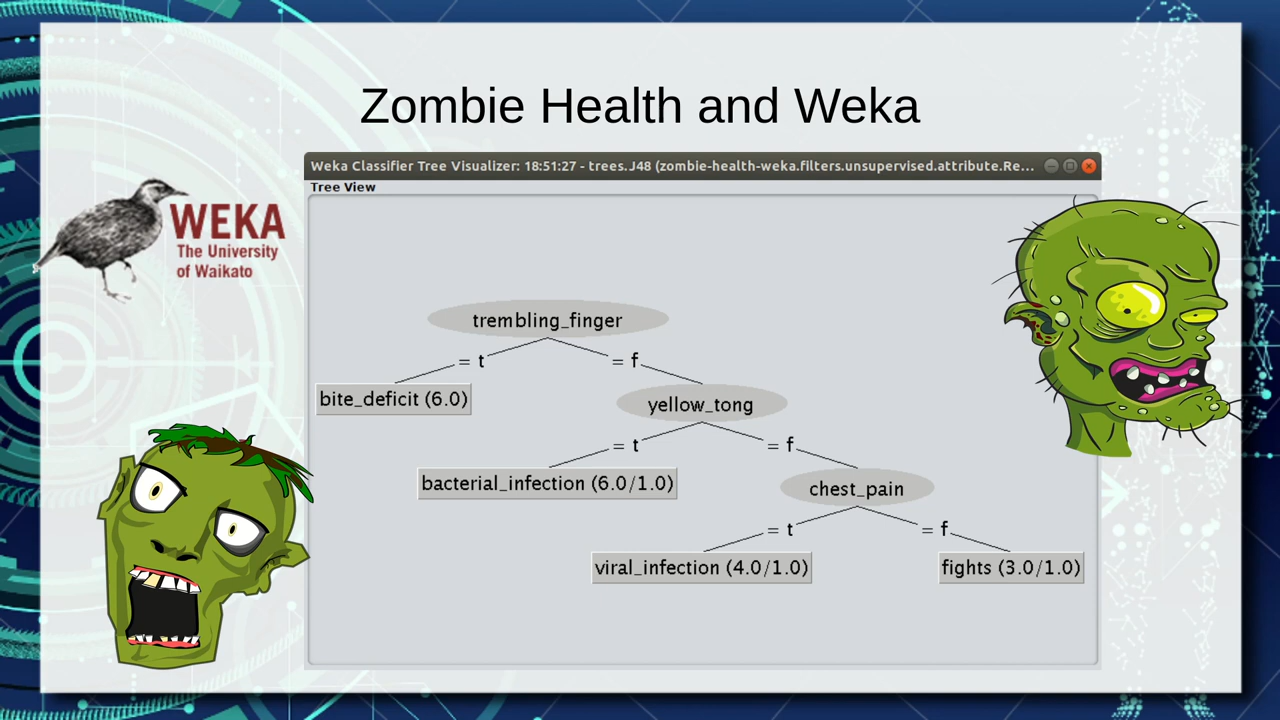 Zombie Health and Weka
Weka Classifier Tree Visualizer: 18:51:27 - trees.J48 (zombie-health-weka.filters.unsupervised.attribute.Re...
Tree View
WEKA
The University
of Waikato
trembling_finger
= t
= f
bite_deficit (6.0)
yellow_tong
= t
= f
bacterial_infection (6.0/1.0)
chest_pain
= t
= f
viral_infection (4.0/1.0)
fights (3.0/1.0)